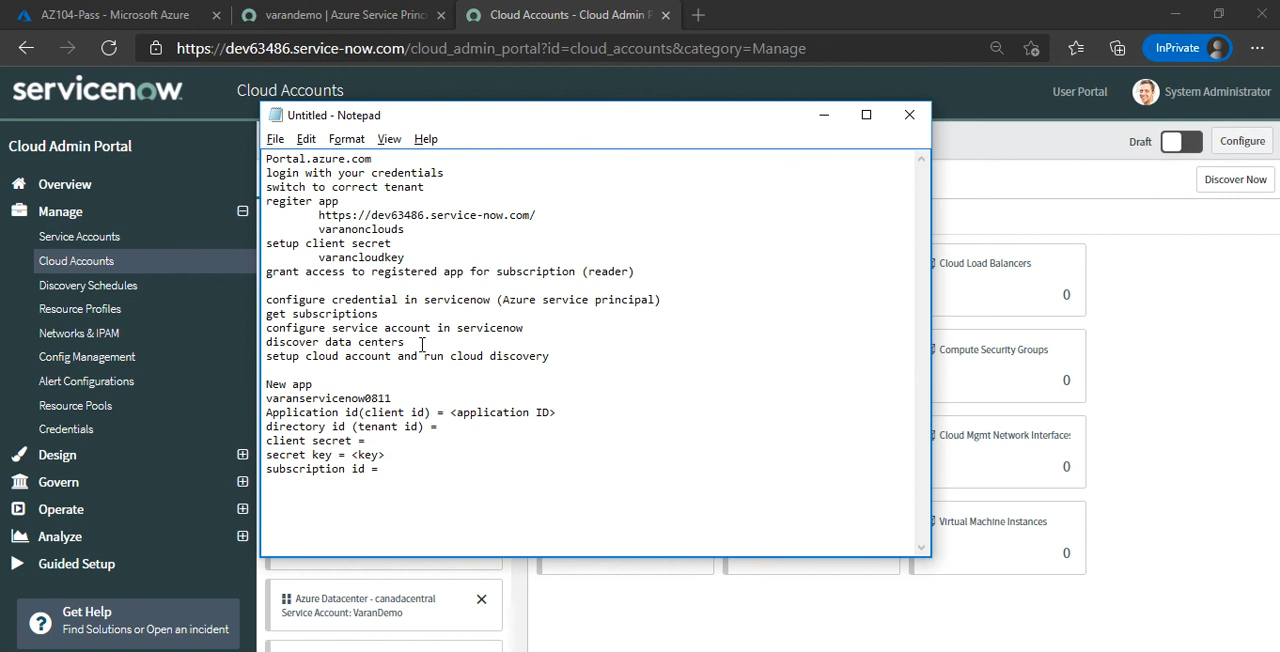 AZ104-Pass - Microsoft Azure
varandemo | Azure Service Princ
Cloud Accounts - Cloud Admin P
https://dev63486.service-now.com/cloud_admin_portal?id=cloud_accounts&category=Manage
InPrivate
servicenow
Cloud Accounts
User Portal
System Administrator
Cloud Admin Portal
Overview
Manage
Service Accounts
Cloud Accounts
Discovery Schedules
Resource Profiles
Networks & IPAM
Config Management
Alert Configurations
Resource Pools
Credentials
Design
Govern
Operate
Analyze
Guided Setup
Get Help
Find Solutions or Open an incident
Untitled - Notepad
File Edit Format View Help
Portal.azure.com
login with your credentials
switch to correct tenant
regiter app
https://dev63486.service-now.com/
varanonclouds
setup client secret
varancloudkey
grant access to registered app for subscription (reader)
configure credential in servicenow (Azure service principal)
get subscriptions
configure service account in servicenow
discover data centers
setup cloud account and run cloud discovery
New app
varanservicenow0811
Application id(client id) = <application ID>
directory id (tenant id) =
client secret =
secret key = <key>
subscription id =
Draft
Configure
Discover Now
Cloud Load Balancers
0
Compute Security Groups
0
Cloud Mgmt Network Interfaces
0
Virtual Machine Instances
0
Azure Datacenter - canadacentral
Service Account: VaranDemo